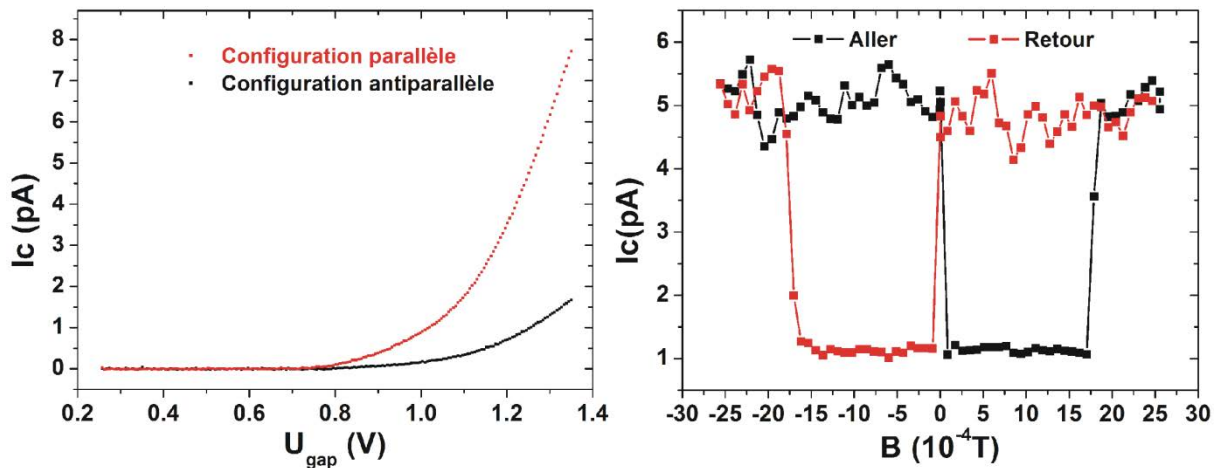 Configuration parallèle
Configuration antiparallèle
Ic (pA)
8
7
6
5
4
3
2
1
0
0.2 0.4 0.6 0.8 1.0 1.2 1.4
U_gap (V)
Aller Retour
Ic(pA)
6
5
4
3
2
1
-30 -25 -20 -15 -10 -5 0 5 10 15 20 25 30
B (10⁻⁴T)